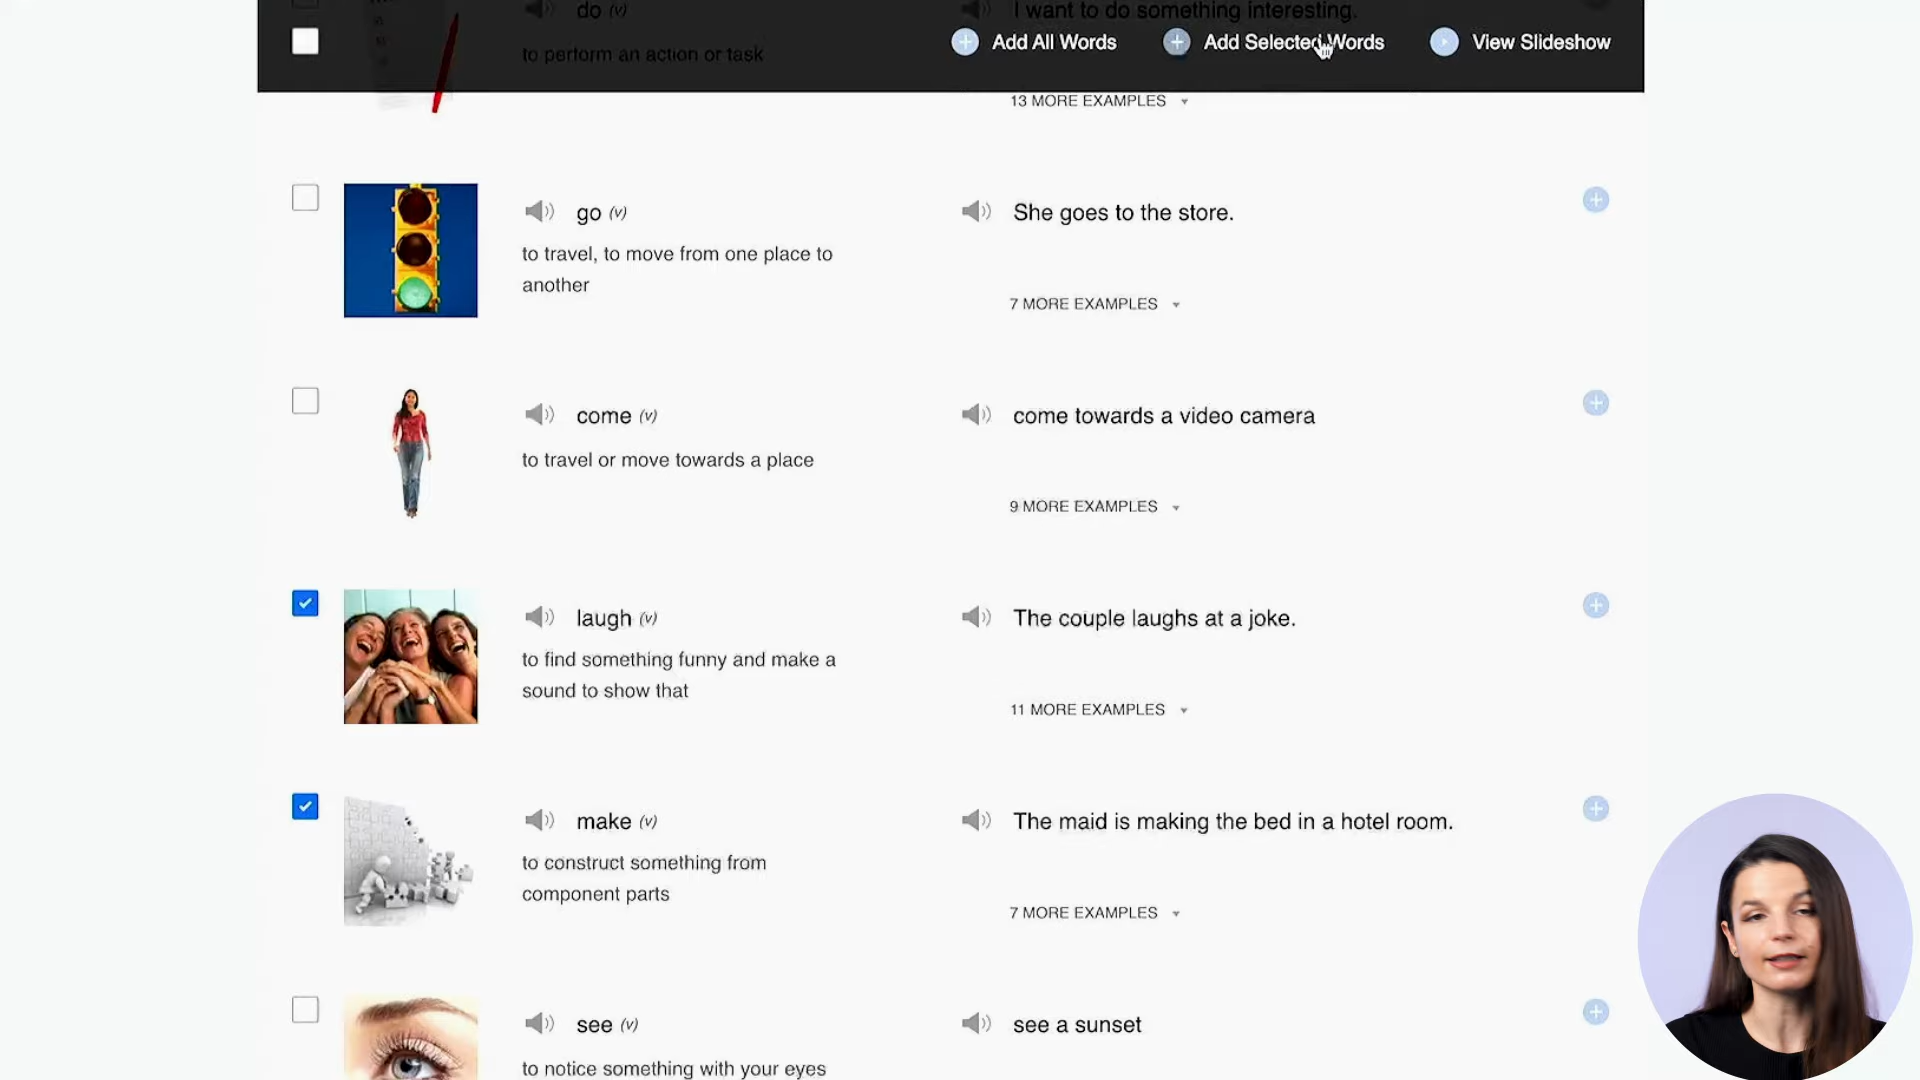 do (v)
I want to do something interesting.
Add All Words
Add Selected Words
View Slideshow
to perform an action or task
13 MORE EXAMPLES
go (v)
She goes to the store.
to travel, to move from one place to
another
7 MORE EXAMPLES
come (v)
come towards a video camera
to travel or move towards a place
9 MORE EXAMPLES
laugh (v)
The couple laughs at a joke.
to find something funny and make a
sound to show that
11 MORE EXAMPLES
make (v)
The maid is making the bed in a hotel room.
to construct something from
component parts
7 MORE EXAMPLES
see (v)
see a sunset
to notice something with your eyes